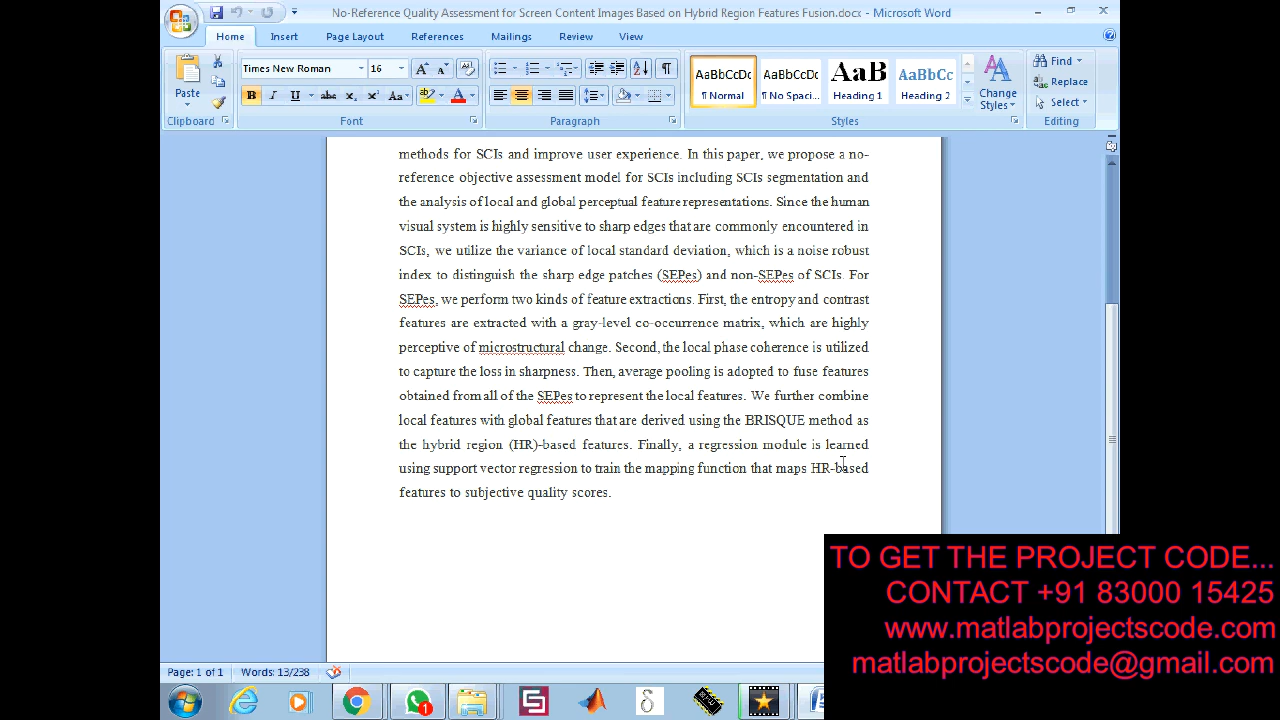 No-Reference Quality Assessment for Screen Content Images Based on Hybrid Region Features Fusion.docx - Microsoft Word
Home Insert Page Layout References Mailings Review View
Times New Roman 16
Paste
B I U abc x₂ x² Aa
AaBbCcDc AaBbCcDc AaB AaBbCc
¶ Normal ¶ No Spaci... Heading 1 Heading 2
Change Styles
Find
Replace
Select
Clipboard Font Paragraph Styles Editing
methods for SCIs and improve user experience. In this paper, we propose a no-
reference objective assessment model for SCIs including SCIs segmentation and
the analysis of local and global perceptual feature representations. Since the human
visual system is highly sensitive to sharp edges that are commonly encountered in
SCIs, we utilize the variance of local standard deviation, which is a noise robust
index to distinguish the sharp edge patches (SEPes) and non-SEPes of SCIs. For
SEPes, we perform two kinds of feature extractions. First, the entropy and contrast
features are extracted with a gray-level co-occurrence matrix, which are highly
perceptive of microstructural change. Second, the local phase coherence is utilized
to capture the loss in sharpness. Then, average pooling is adopted to fuse features
obtained from all of the SEPes to represent the local features. We further combine
local features with global features that are derived using the BRISQUE method as
the hybrid region (HR)-based features. Finally, a regression module is learned
using support vector regression to train the mapping function that maps HR-based
features to subjective quality scores.
TO GET THE PROJECT CODE...
CONTACT +91 83000 15425
www.matlabprojectscode.com
matlabprojectscode@gmail.com
Page: 1 of 1 Words: 13/238